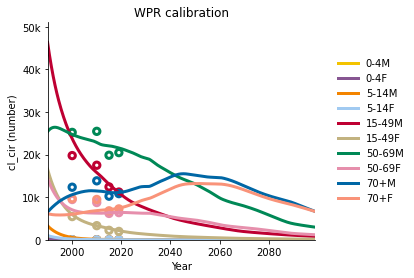 WPR calibration
50k
40k
30k
20k
10k
0
cl_cir (number)
2000
2020
2040
2060
2080
Year
0-4M
0-4F
5-14M
5-14F
15-49M
15-49F
50-69M
50-69F
70+M
70+F